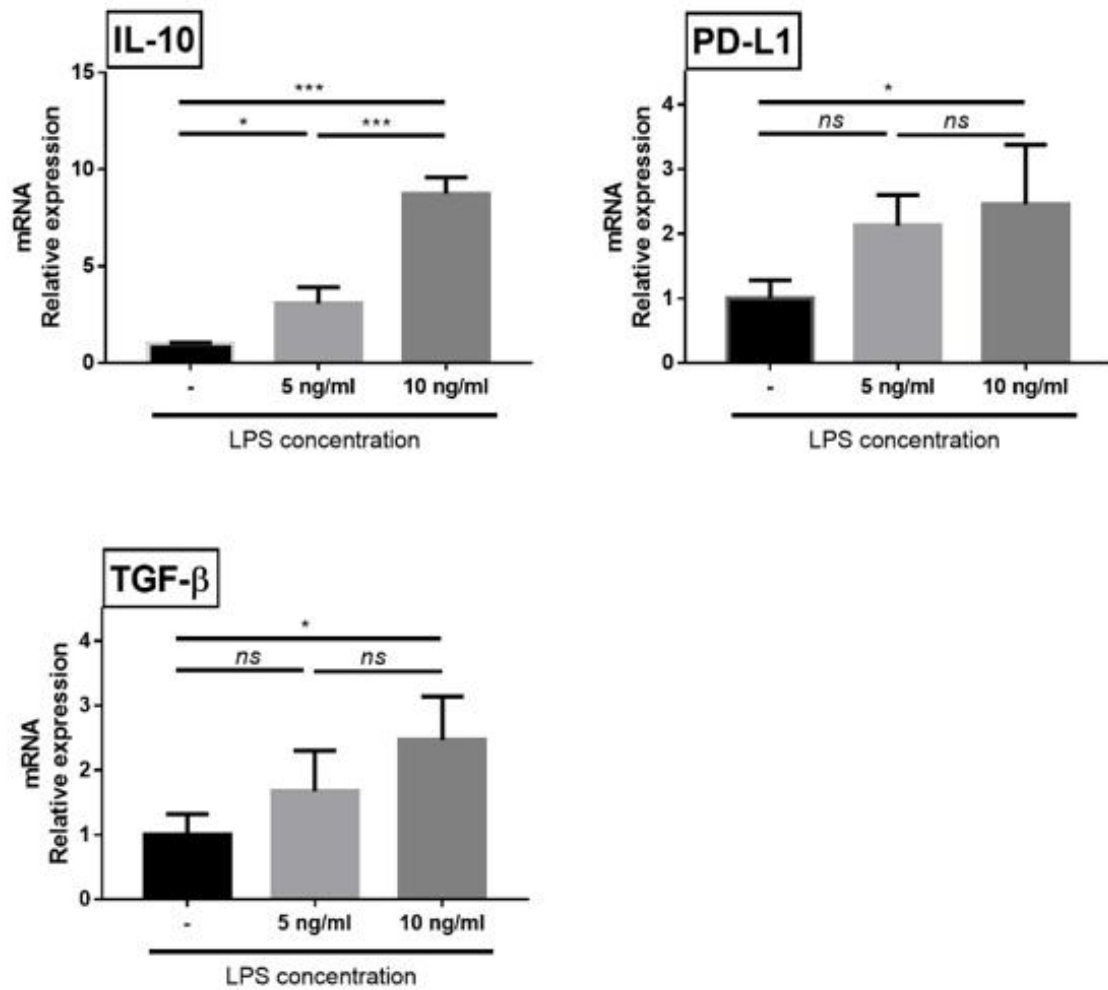 IL-10
15
10
5
0
mRNA
Relative expression
***
*
***
-
5 ng/ml
10 ng/ml
LPS concentration
PD-L1
4
3
2
1
0
mRNA
Relative expression
*
ns
ns
-
5 ng/ml
10 ng/ml
LPS concentration
TGF-β
4
3
2
1
0
mRNA
Relative expression
*
ns
ns
-
5 ng/ml
10 ng/ml
LPS concentration